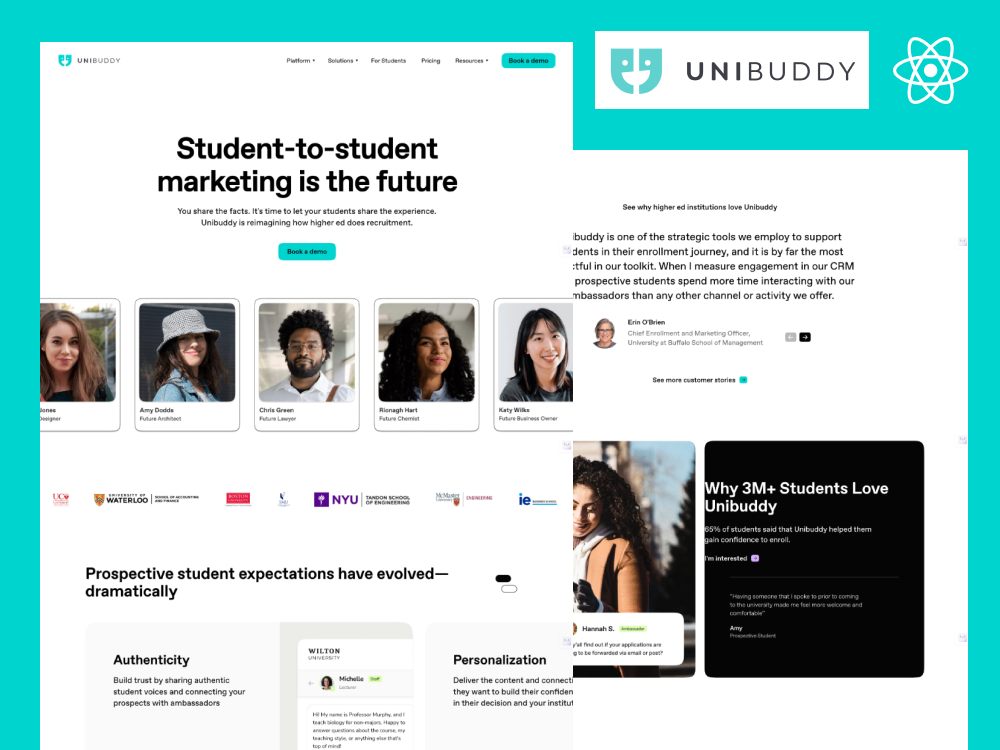 UNIBUDDY
Platform
Solutions
For Students
Pricing
Resources
Book a demo
Student-to-student
marketing is the future
You share the facts. It's time to let your students share the experience.
Unibuddy is reimagining how higher ed does recruitment.
Book a demo
Jones
Designer
Amy Dodds
Future Architect
Chris Green
Future Lawyer
Rionagh Hart
Future Chemist
Katy Wilks
Future Business Owner
UNIVERSITY OF
WATERLOO
SCHOOL OF ACCOUNTING
AND FINANCE
BOSTON
UNIVERSITY
NYU
TANDON SCHOOL
OF ENGINEERING
McMaster
University
ENGINEERING
ie
Prospective student expectations have evolved—
dramatically
Authenticity
Build trust by sharing authentic
student voices and connecting your
prospects with ambassadors
WILTON
UNIVERSITY
Michelle
Staff
Lecturer
Hi! My name is Professor Murphy, and I
teach biology for non-majors. Happy to
answer questions about the course, my
teaching style, or anything else that's
top of mind!
Personalization
Deliver the content and connecti
they want to build their confiden
in their decision and your institut
UNIBUDDY
See why higher ed institutions love Unibuddy
ibuddy is one of the strategic tools we employ to support
dents in their enrollment journey, and it is by far the most
ctful in our toolkit. When I measure engagement in our CRM
prospective students spend more time interacting with our
mbassadors than any other channel or activity we offer.
Erin O'Brien
Chief Enrollment and Marketing Officer,
University at Buffalo School of Management
See more customer stories
Hannah S.
Ambassador
y'all find out if your applications are
g to be forwarded via email or post?
Why 3M+ Students Love
Unibuddy
65% of students said that Unibuddy helped them
gain confidence to enroll.
I'm interested
"Having someone that I spoke to prior to coming
to the university made me feel more welcome and
comfortable"
Amy
Prospective Student